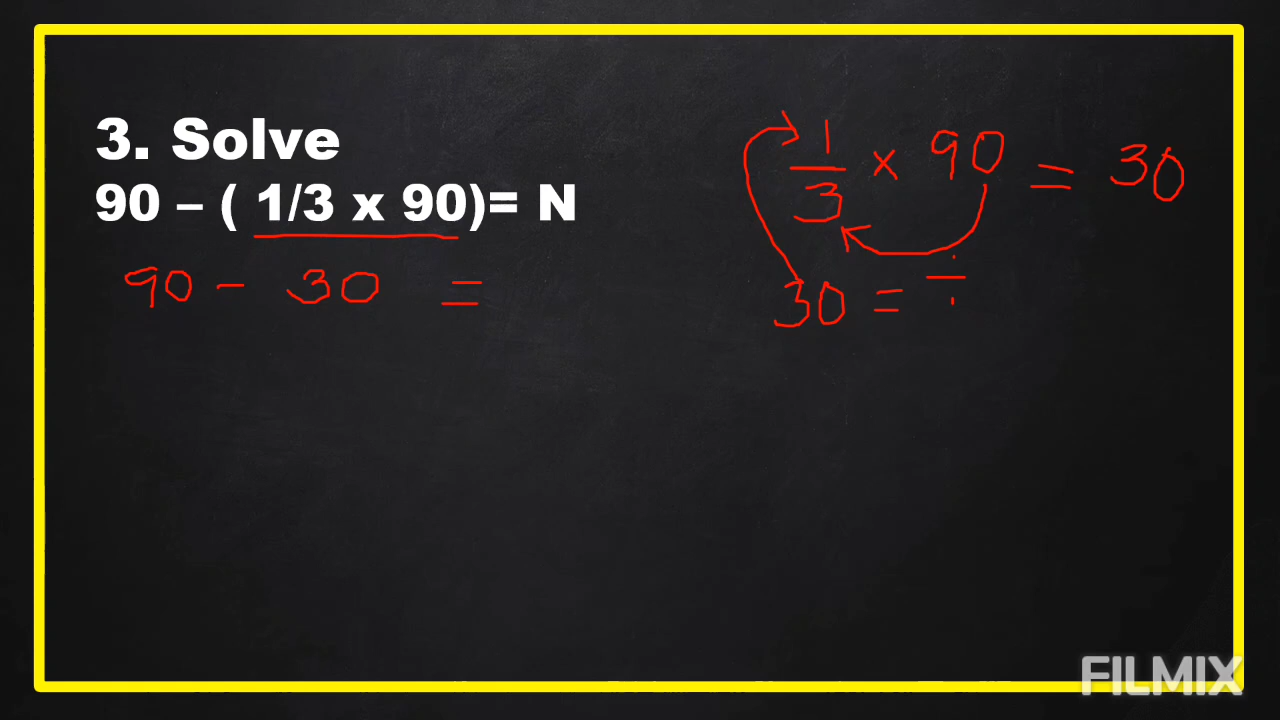 3. Solve
90 – ( 1/3 x 90)= N
90 - 30 =
1/3 x 90 = 30
30 = ÷
FILMIX